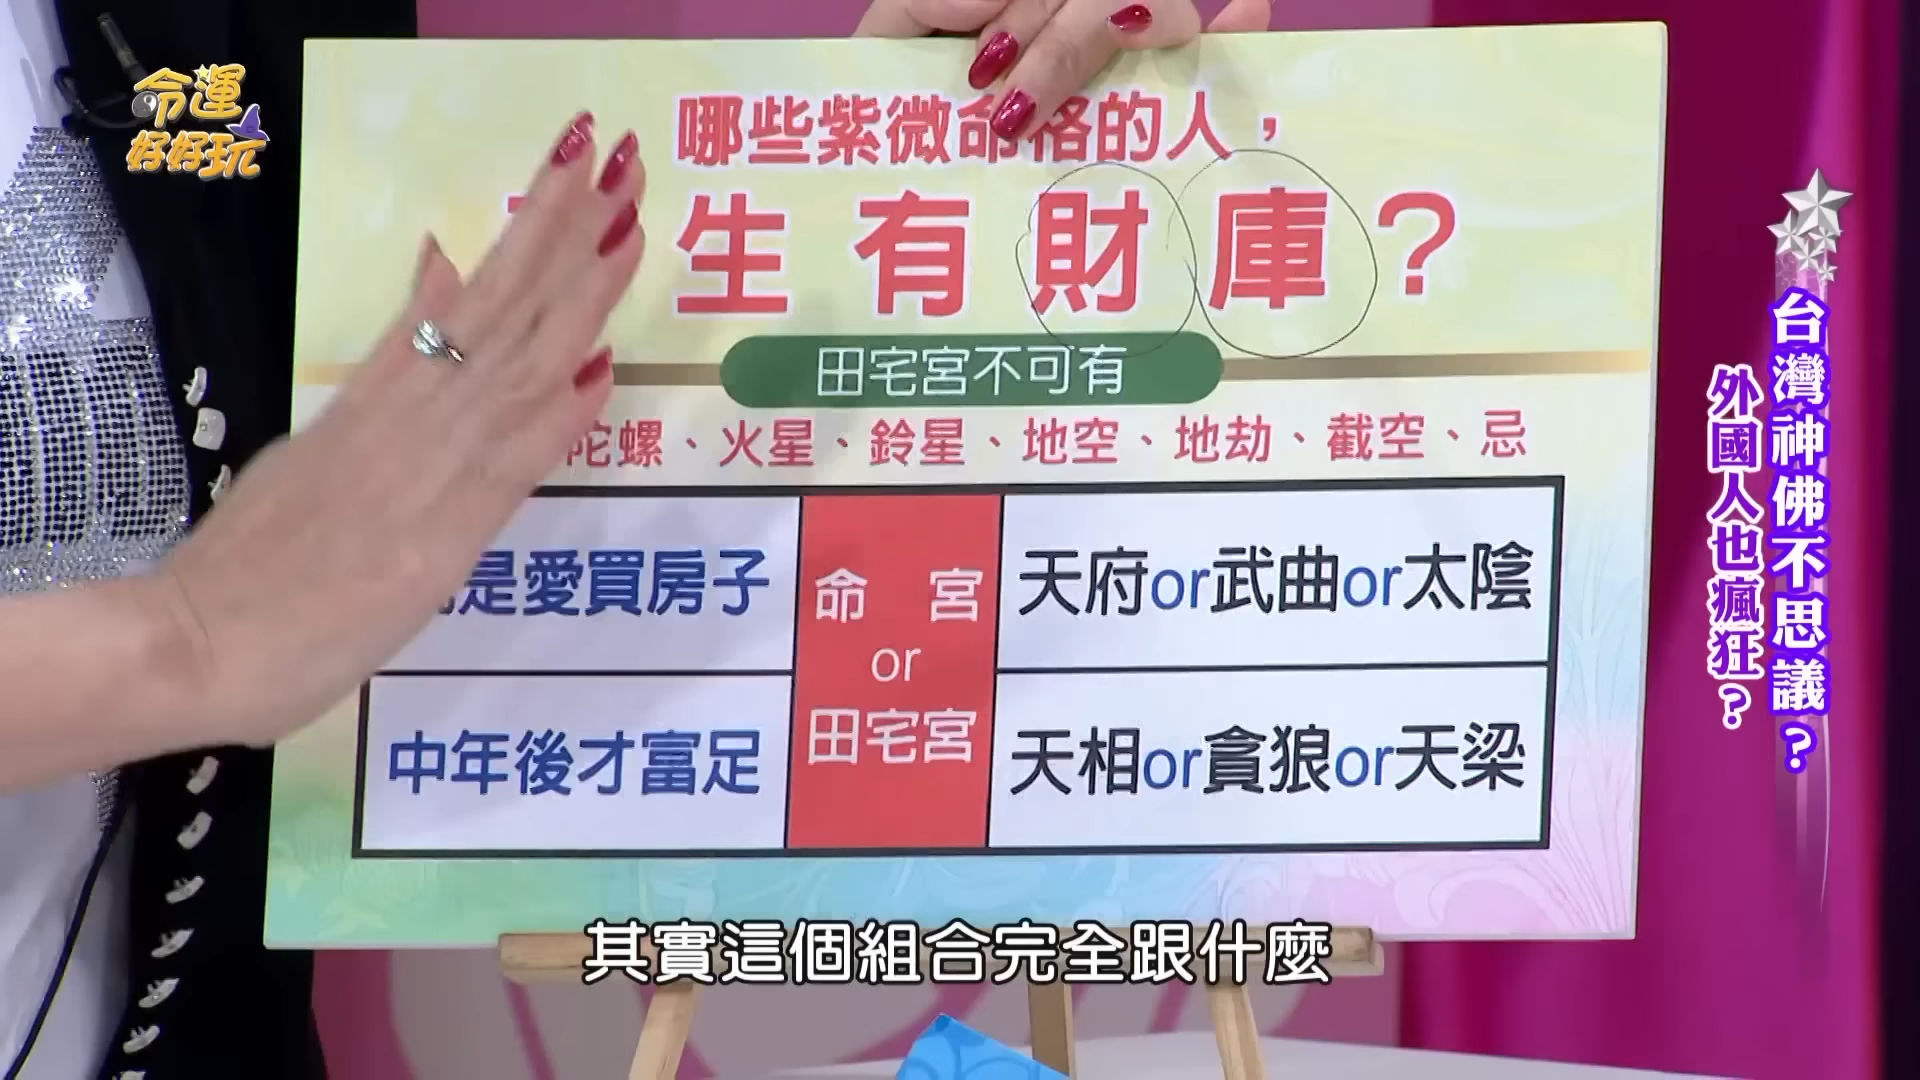 命運
好好玩
哪些紫微命格的人，
生有財庫？
田宅宮不可有
陀螺、火星、鈴星、地空、地劫、截空、忌
是愛買房子
命宮
or
田宅宮
天府or武曲or太陰
中年後才富足
天相or貪狼or天梁
台灣神佛不思議？
外國人也瘋狂？
其實這個組合完全跟什麼